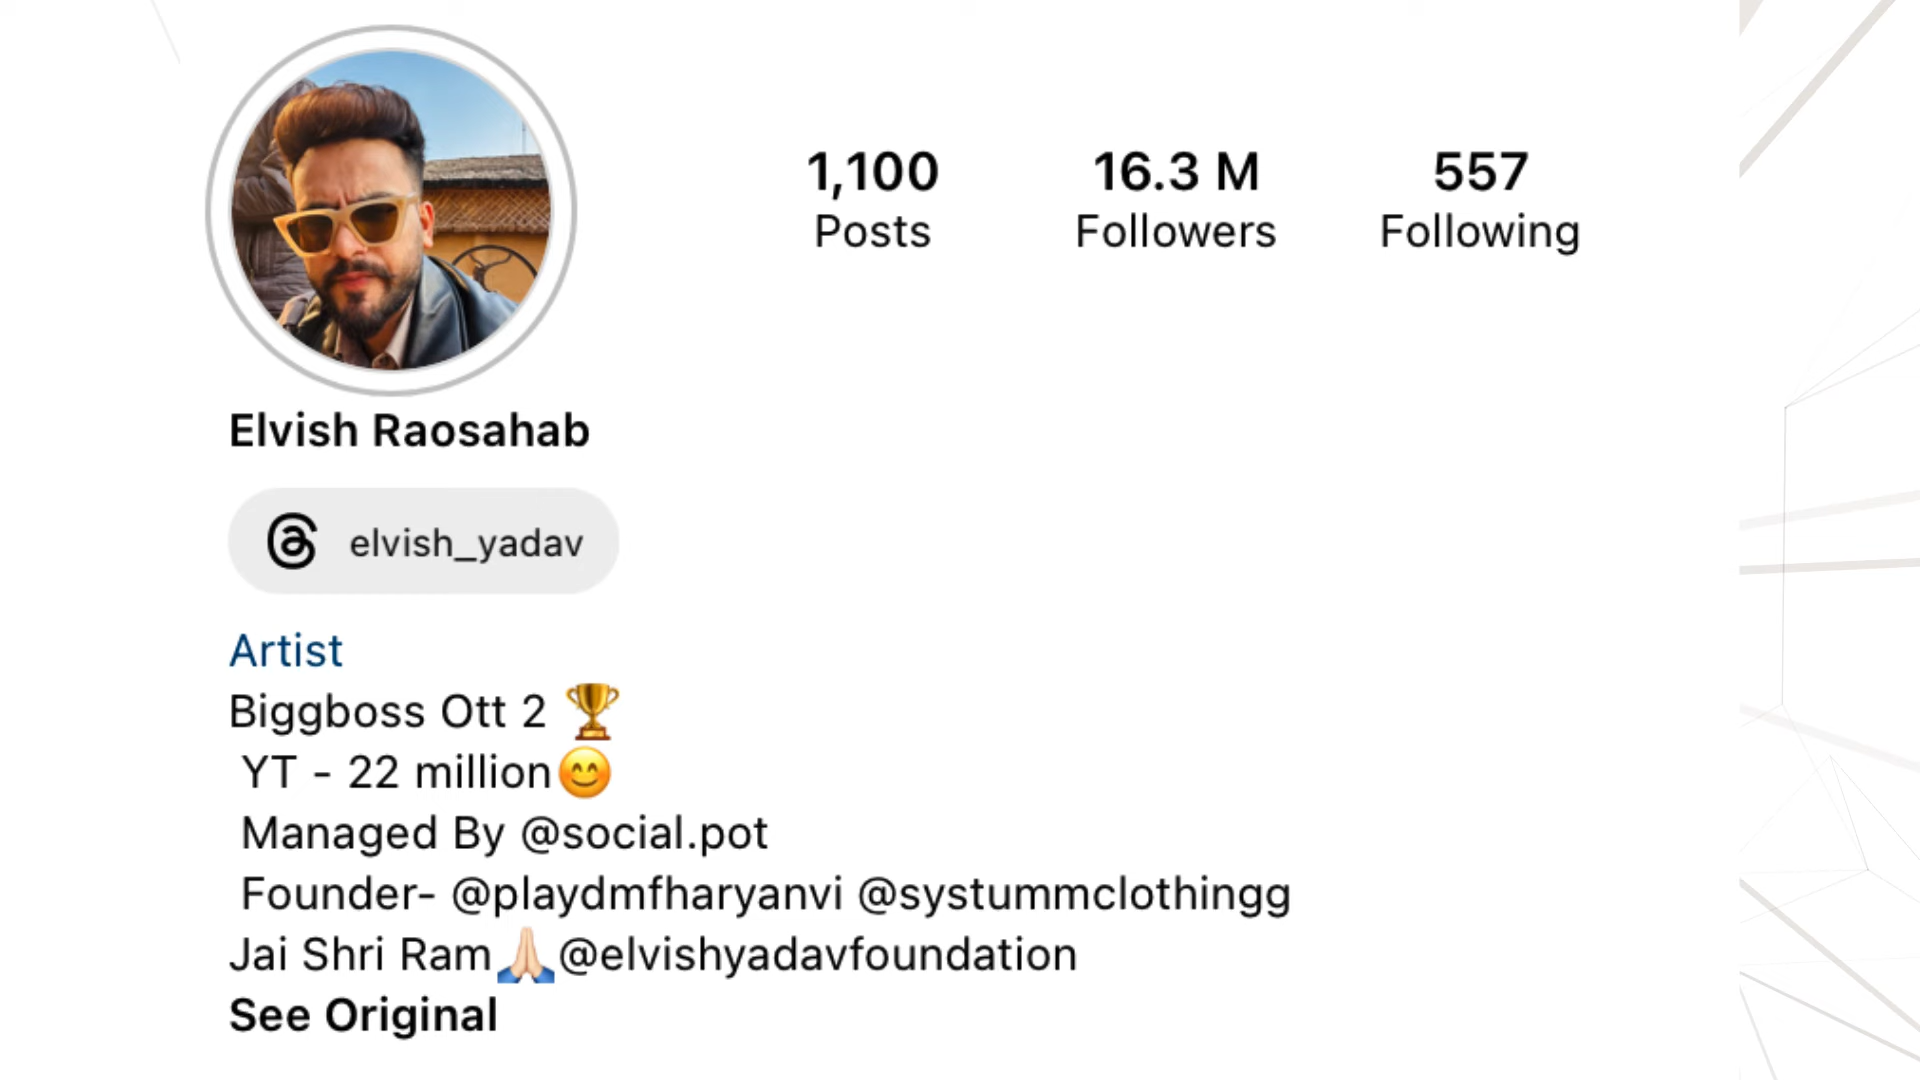 1,100 16.3 M 557
Posts Followers Following
Elvish Raosahab
elvish_yadav
Artist
Biggboss Ott 2 🏆
YT - 22 million😊
Managed By @social.pot
Founder- @playdmfharyanvi @systummclothingg
Jai Shri Ram🙏🏻@elvishyadavfoundation
See Original